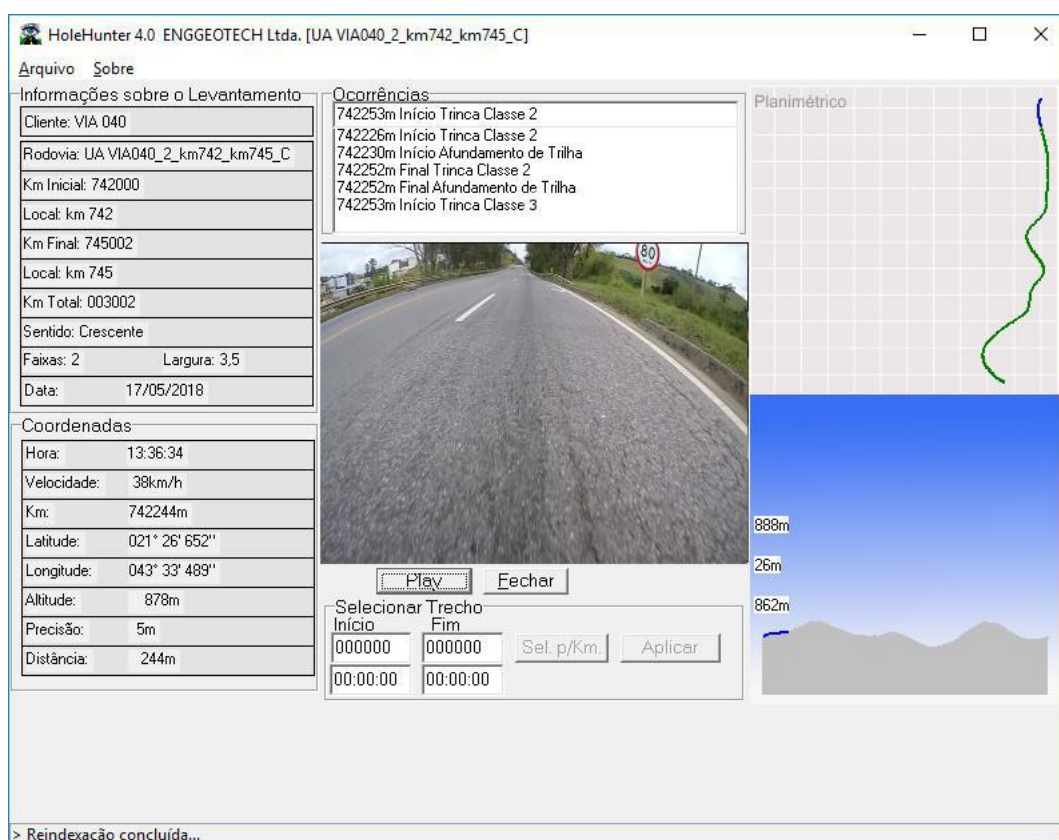 HoleHunter 4.0 ENGGEOTECH Ltda. [UA VIA040_2_km742_km745_C]
Arquivo Sobre
Informações sobre o Levantamento
Cliente: VIA 040
Rodovia: UA VIA040_2_km742_km745_C
Km Inicial: 742000
Local: km 742
Km Final: 745002
Local: km 745
Km Total: 003002
Sentido: Crescente
Faixas: 2 Largura: 3,5
Data: 17/05/2018
Coordenadas
Hora: 13:36:34
Velocidade: 38km/h
Km: 742244m
Latitude: 021° 26' 652''
Longitude: 043° 33' 489''
Altitude: 878m
Precisão: 5m
Distância: 244m
Ocorrências
742253m Início Trinca Classe 2
742226m Início Trinca Classe 2
742230m Início Afundamento de Trilha
742252m Final Trinca Classe 2
742252m Final Afundamento de Trilha
742253m Início Trinca Classe 3
80
Play Fechar
Selecionar Trecho
Início Fim
000000 000000 Sel. p/Km. Aplicar
00:00:00 00:00:00
Planimétrico
888m
26m
862m
> Reindexação concluída...